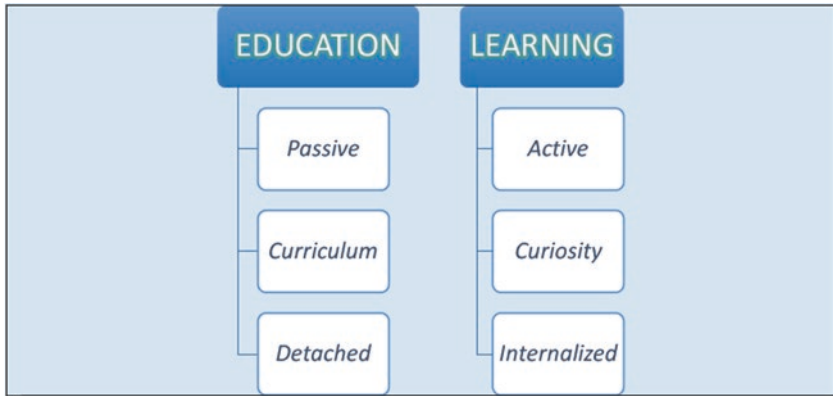 EDUCATION
Passive
Curriculum
Detached
LEARNING
Active
Curiosity
Internalized